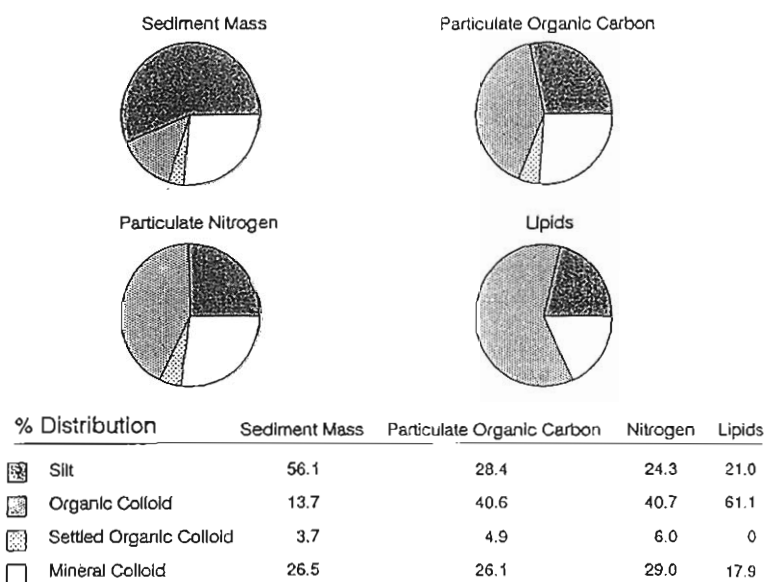 Sediment Mass
Particulate Organic Carbon
Particulate Nitrogen
Lipids
% Distribution Sediment Mass Particulate Organic Carbon Nitrogen Lipids
Silt 56.1 28.4 24.3 21.0
Organic Colloid 13.7 40.6 40.7 61.1
Settled Organic Colloid 3.7 4.9 6.0 0
Mineral Colloid 26.5 26.1 29.0 17.9